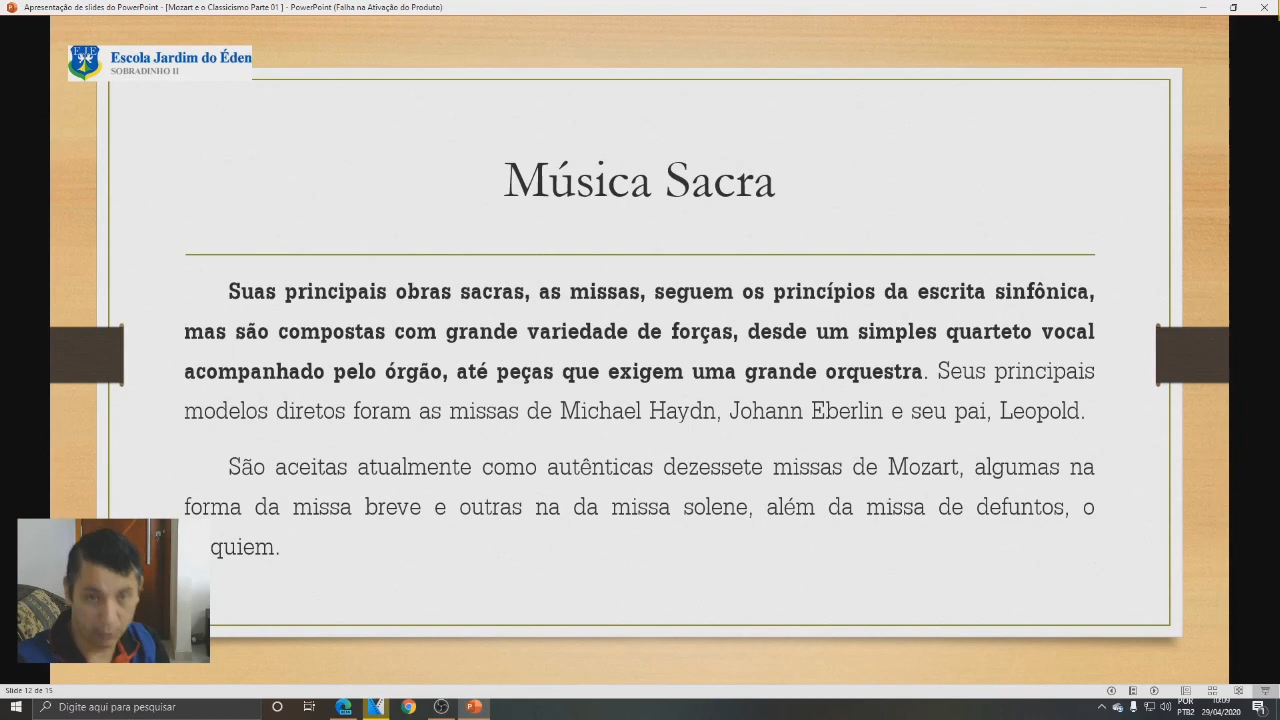 Apresentação de slides do PowerPoint - [Mozart e o Classicismo Parte 01] - PowerPoint (Falha na Ativação do Produto)
EJE
Escola Jardim do Éden
SOBRADINHO II
Música Sacra
Suas principais obras sacras, as missas, seguem os princípios da escrita sinfônica,
mas são compostas com grande variedade de forças, desde um simples quarteto vocal
acompanhado pelo órgão, até peças que exigem uma grande orquestra. Seus principais
modelos diretos foram as missas de Michael Haydn, Johann Eberlin e seu pai, Leopold.
São aceitas atualmente como autênticas dezessete missas de Mozart, algumas na
forma da missa breve e outras na da missa solene, além da missa de defuntos, o
quiem.
Slide 12 de 15
Digite aqui para pesquisar
POR
PTB2
10:09
29/04/2020